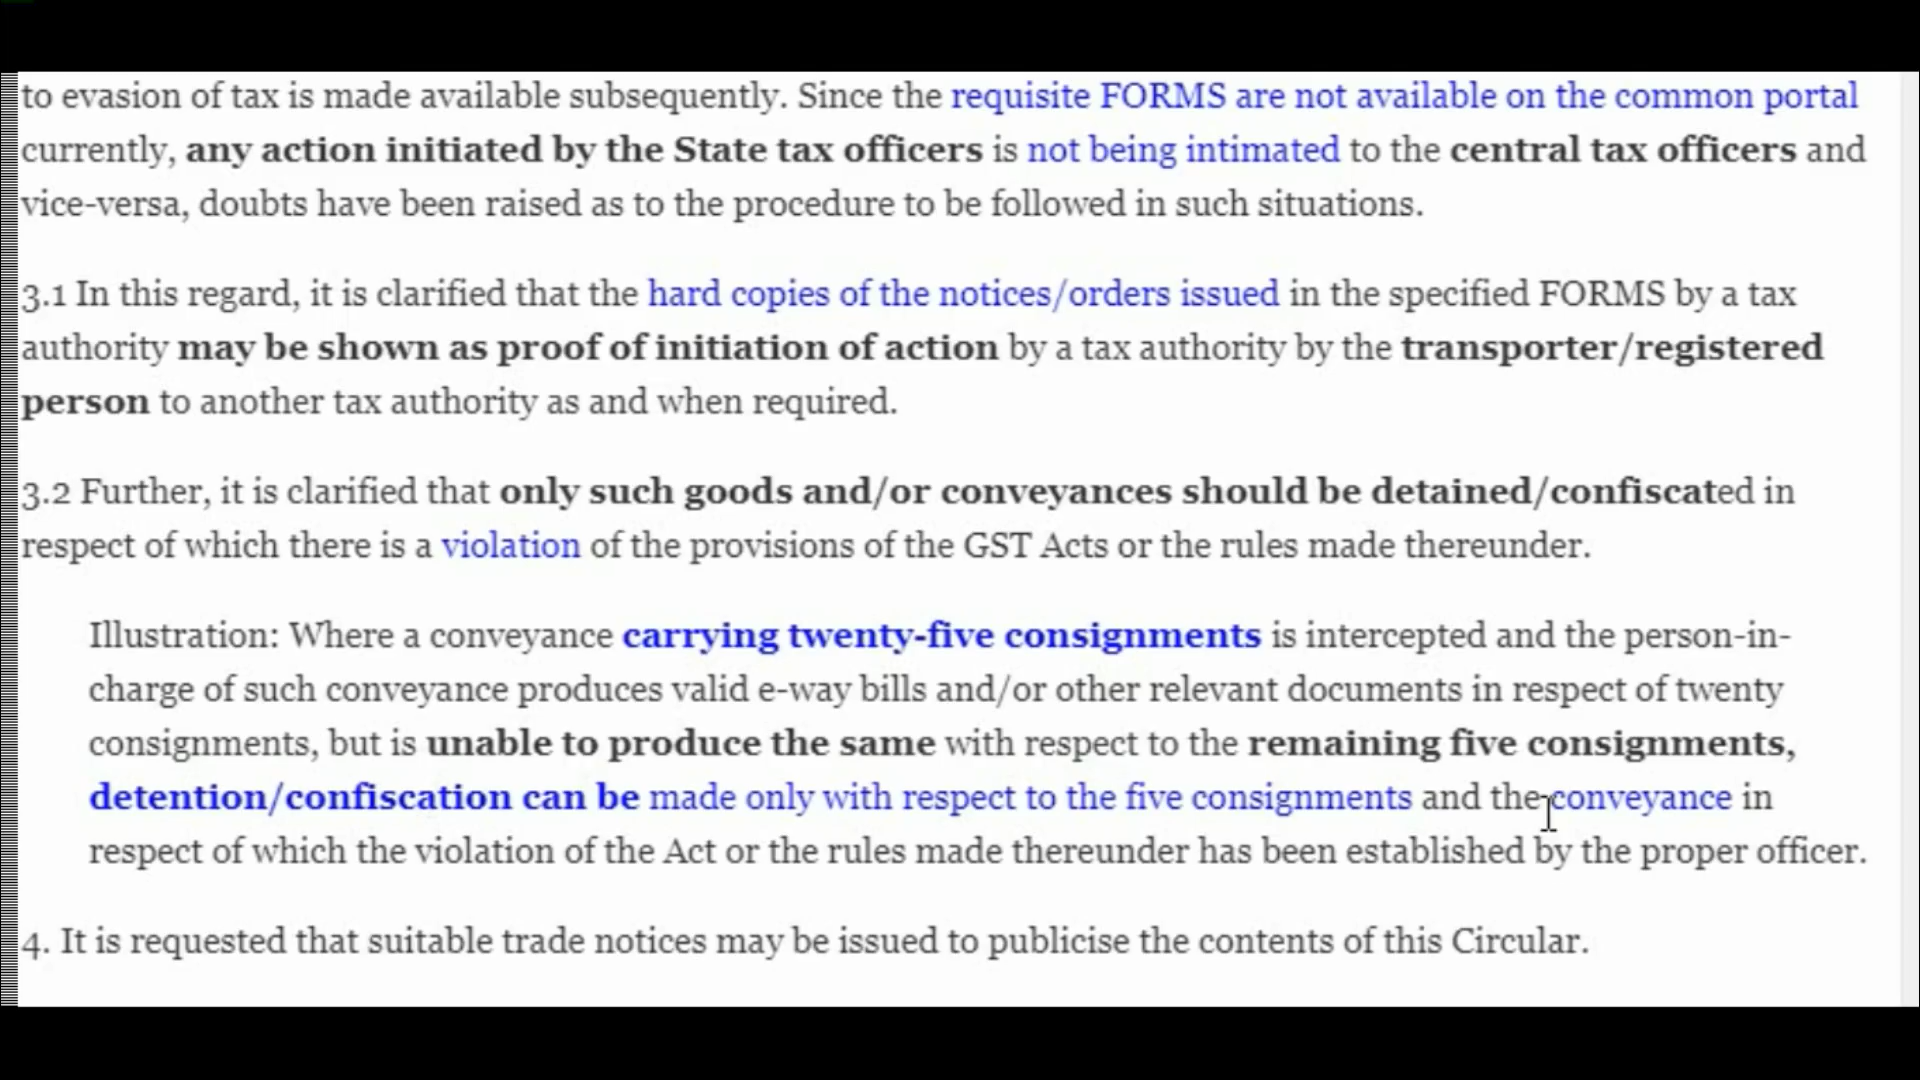 to evasion of tax is made available subsequently. Since the requisite FORMS are not available on the common portal
currently, any action initiated by the State tax officers is not being intimated to the central tax officers and
vice-versa, doubts have been raised as to the procedure to be followed in such situations.
3.1 In this regard, it is clarified that the hard copies of the notices/orders issued in the specified FORMS by a tax
authority may be shown as proof of initiation of action by a tax authority by the transporter/registered
person to another tax authority as and when required.
3.2 Further, it is clarified that only such goods and/or conveyances should be detained/confiscated in
respect of which there is a violation of the provisions of the GST Acts or the rules made thereunder.
Illustration: Where a conveyance carrying twenty-five consignments is intercepted and the person-in-
charge of such conveyance produces valid e-way bills and/or other relevant documents in respect of twenty
consignments, but is unable to produce the same with respect to the remaining five consignments,
detention/confiscation can be made only with respect to the five consignments and the conveyance in
respect of which the violation of the Act or the rules made thereunder has been established by the proper officer.
4. It is requested that suitable trade notices may be issued to publicise the contents of this Circular.